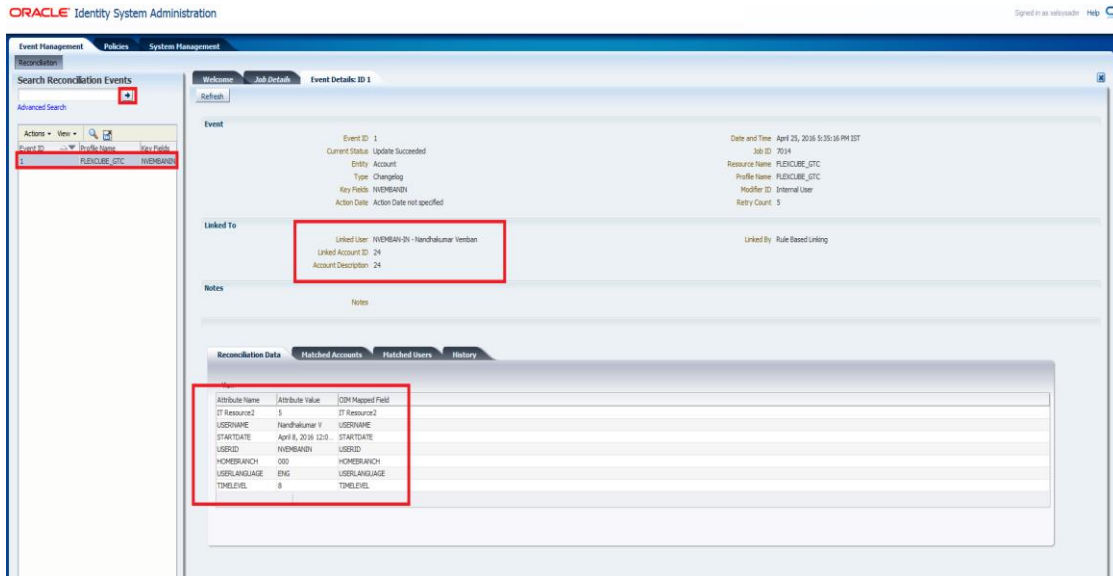 ORACLE Identity System Administration
Signed in as xelsysadm Help
Event Management Policies System Management
Reconciliation
Search Reconciliation Events
Advanced Search
Actions View
Event ID Profile Name Key Fields
1 FLEXCUBE_GTC NVEMBANIN
Welcome Job Details Event Details: ID 1
Refresh
Event
Event ID 1
Current Status Update Succeeded
Entity Account
Type Changelog
Key Fields NVEMBANIN
Action Date Action Date not specified
Date and Time April 25, 2016 5:35:16 PM IST
Job ID 7014
Resource Name FLEXCUBE_GTC
Profile Name FLEXCUBE_GTC
Modifier ID Internal User
Retry Count 5
Linked To
Linked User NVEMBAN-IN - Nandhakumar Vemban
Linked Account ID 24
Account Description 24
Linked By Rule Based Linking
Notes
Notes
Reconciliation Data Matched Accounts Matched Users History
Attribute Name Attribute Value OIM Mapped Field
IT Resource2 5 IT Resource2
USERNAME Nandhakumar V USERNAME
STARTDATE April 8, 2016 12:0... STARTDATE
USERID NVEMBANIN USERID
HOMEBRANCH 000 HOMEBRANCH
USERLANGUAGE ENG USERLANGUAGE
TIMELEVEL 8 TIMELEVEL